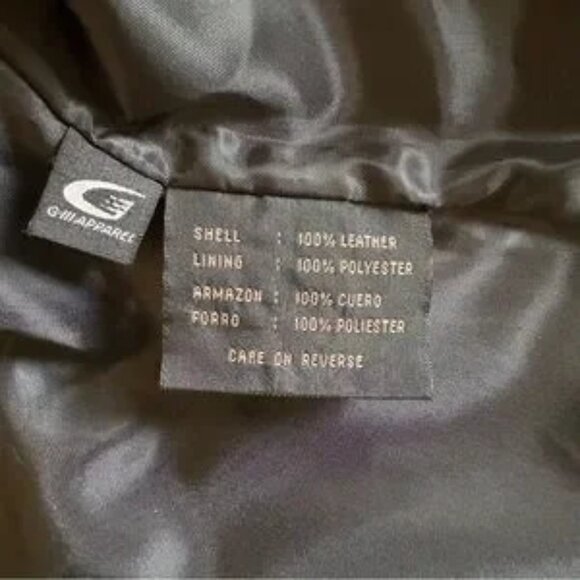 G-III APPAREL
SHELL : 100% LEATHER
LINING : 100% POLYESTER
ARMAZON : 100% CUERO
FORRO : 100% POLIESTER
CARE ON REVERSE